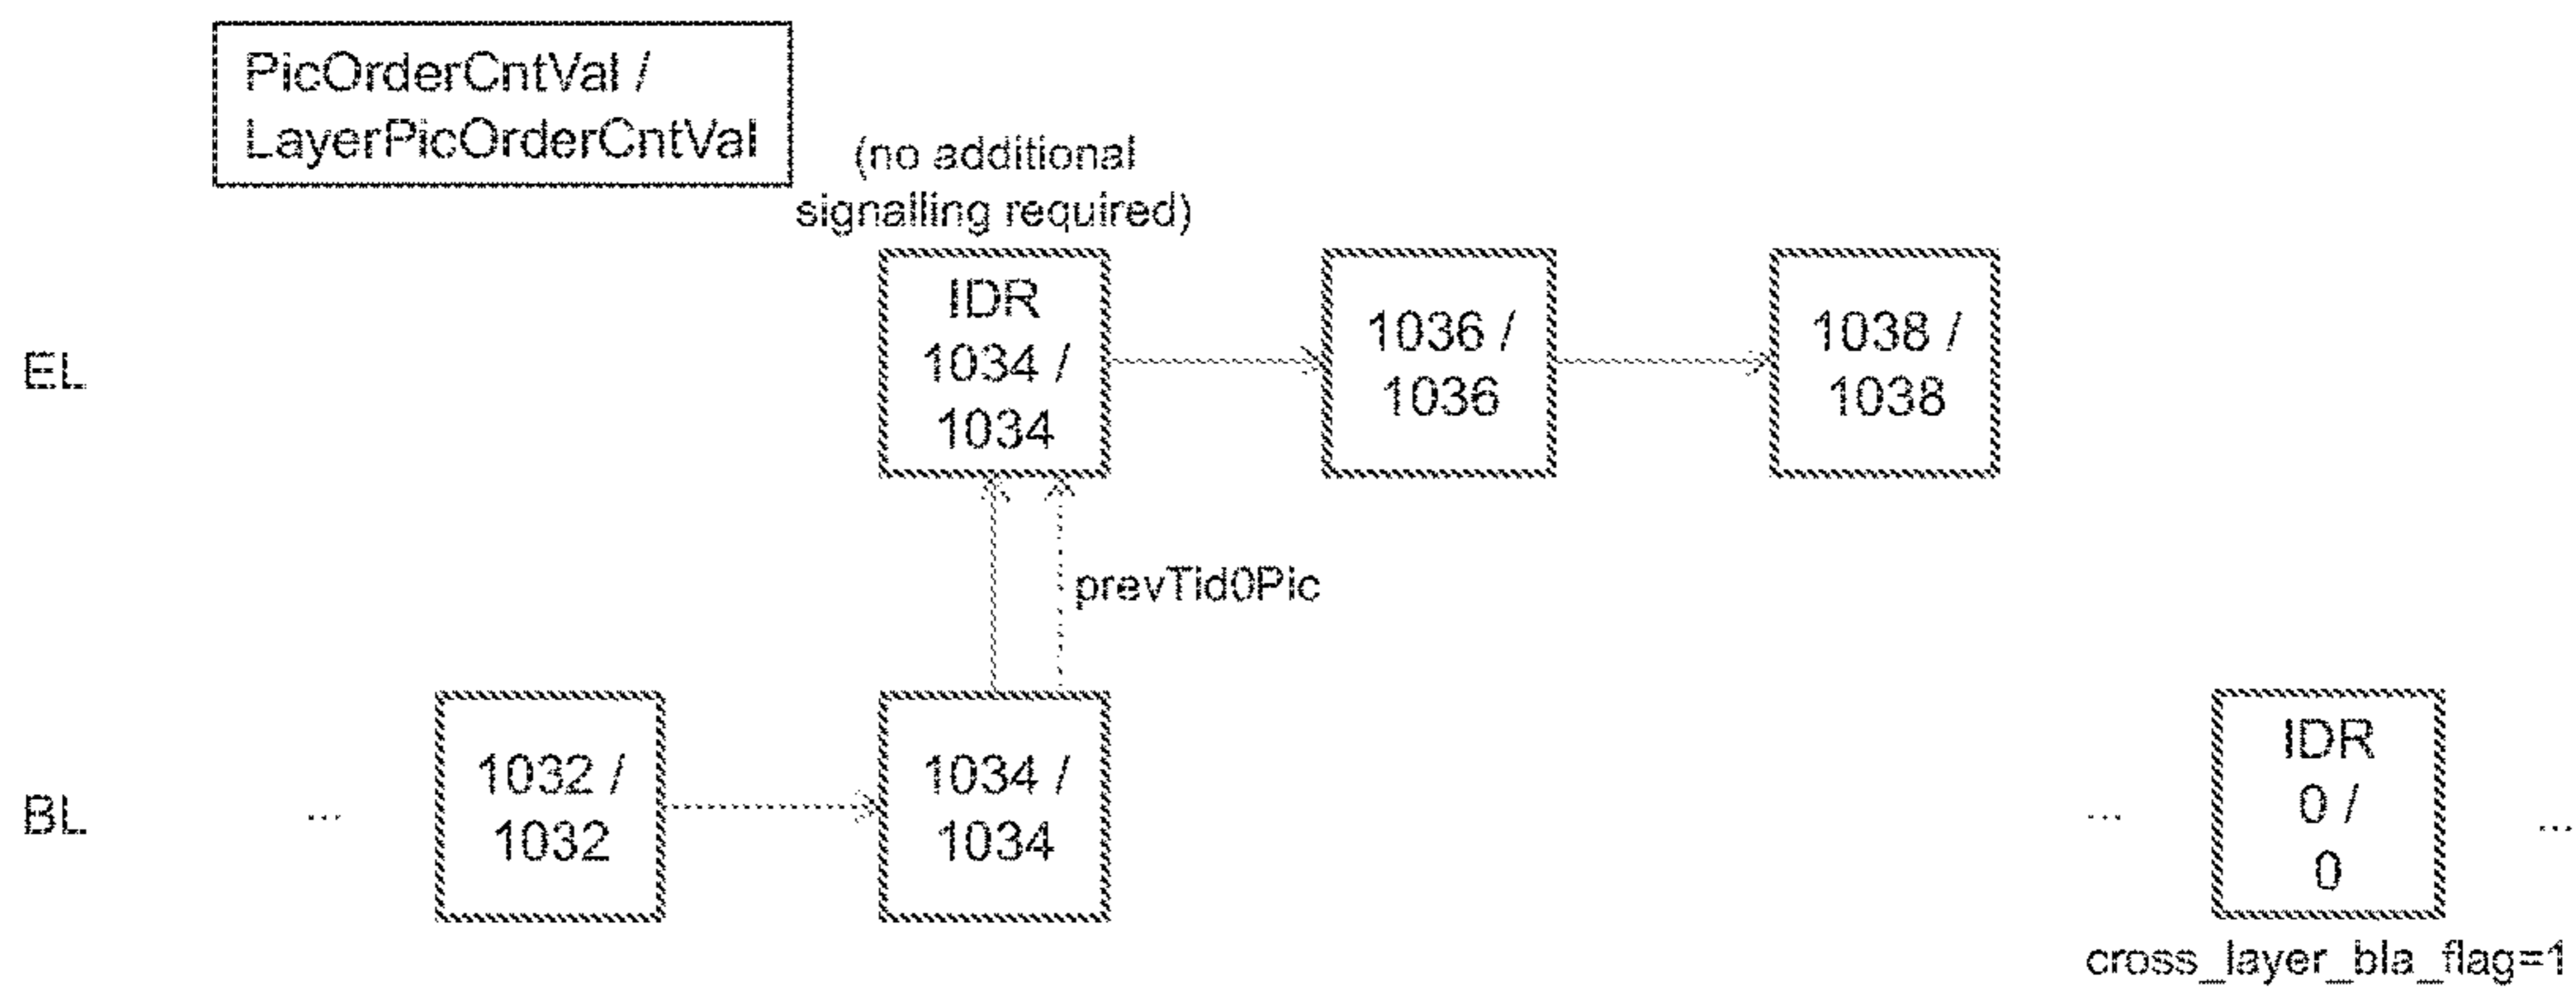 PicOrderCntVal /
LayerPicOrderCntVal
(no additional
signalling required)
EL
IDR
1034 /
1034
1036 /
1036
1038 /
1038
prevTid0Pic
BL
...
1032 /
1032
1034 /
1034
...
IDR
0 /
0
...
cross_layer_bla_flag=1